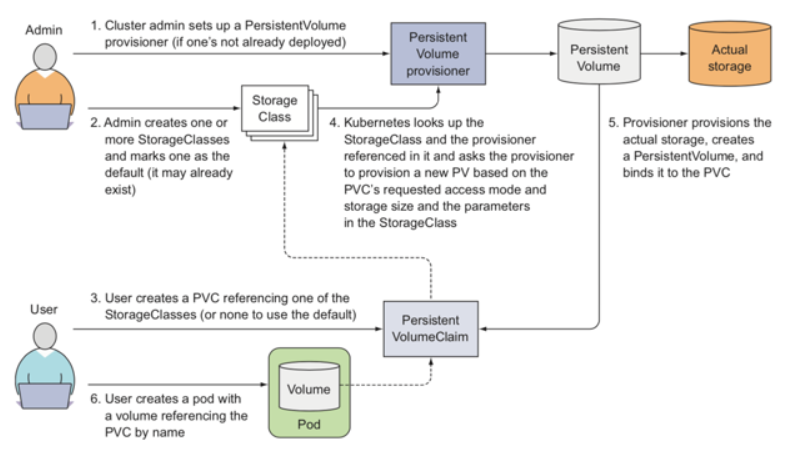 Admin
1. Cluster admin sets up a PersistentVolume
provisioner (if one's not already deployed)
Persistent
Volume
provisioner
Persistent
Volume
Actual
storage
Storage
Class
2. Admin creates one or
more StorageClasses
and marks one as the
default (it may already
exist)
4. Kubernetes looks up the
StorageClass and the provisioner
referenced in it and asks the provisioner
to provision a new PV based on the
PVC's requested access mode and
storage size and the parameters
in the StorageClass
5. Provisioner provisions the
actual storage, creates
a PersistentVolume, and
binds it to the PVC
User
3. User creates a PVC referencing one of the
StorageClasses (or none to use the default)
Persistent
VolumeClaim
6. User creates a pod with
a volume referencing the
PVC by name
Volume
Pod